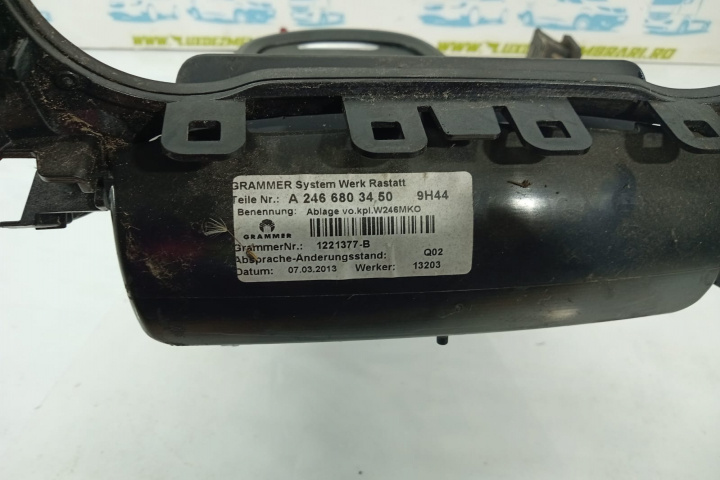 GRAMMER System Werk Rastatt
Teile Nr.: A 246 680 34 50 9H44
Benennung: Ablage vo.kpl.W246MKO
GRAMMER
GrammerNr.: 1221377-B
Absprache-Änderungsstand: Q02
Datum: 07.03.2013 Werker: 13203